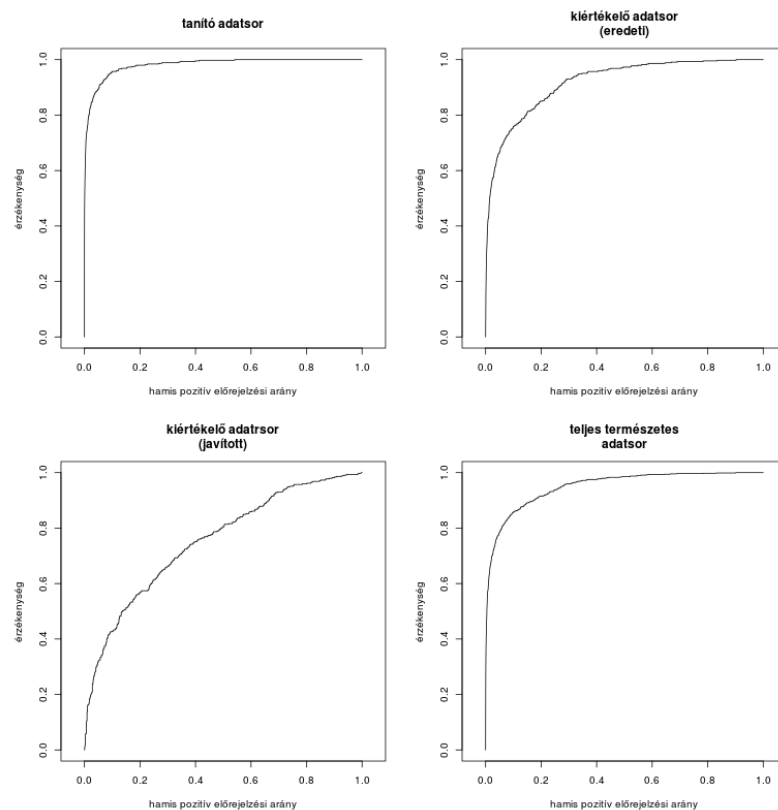 tanító adatsor
1.0
0.8
0.6
0.4
0.2
0.0
érzékenység
0.0 0.2 0.4 0.6 0.8 1.0
hamis pozitív előrejelzési arány
kiértékelő adatsor
(eredeti)
1.0
0.8
0.6
0.4
0.2
0.0
érzékenység
0.0 0.2 0.4 0.6 0.8 1.0
hamis pozitív előrejelzési arány
kiértékelő adatrsor
(javított)
1.0
0.8
0.6
0.4
0.2
0.0
érzékenység
0.0 0.2 0.4 0.6 0.8 1.0
hamis pozitív előrejelzési arány
teljes természetes
adatsor
1.0
0.8
0.6
0.4
0.2
0.0
érzékenység
0.0 0.2 0.4 0.6 0.8 1.0
hamis pozitív előrejelzési arány